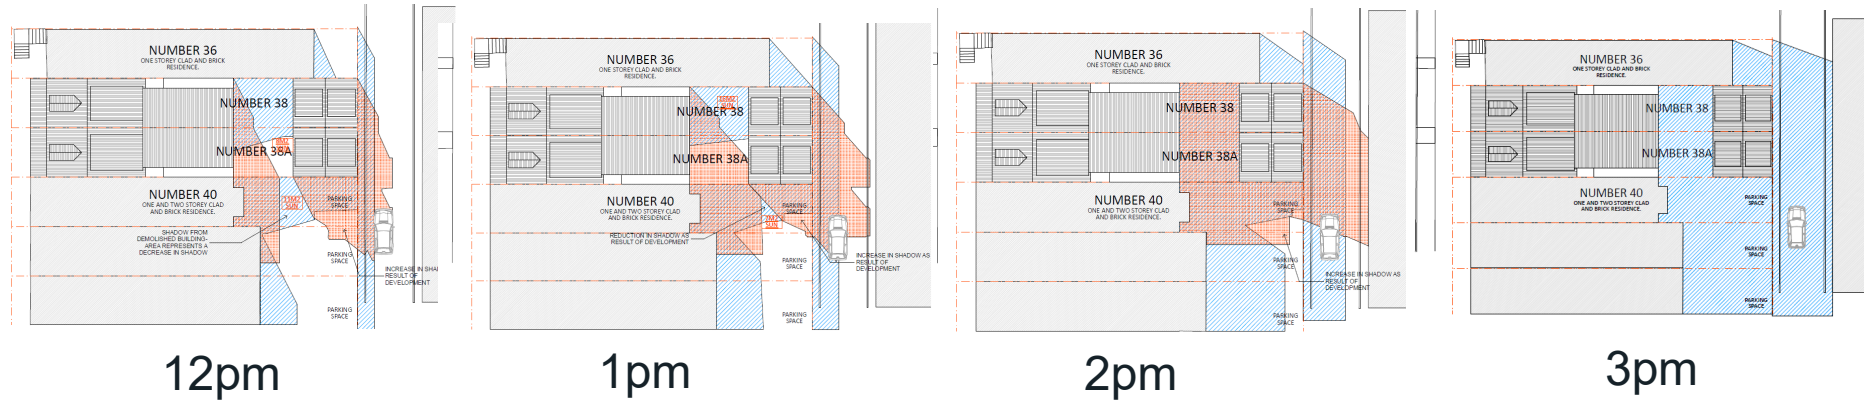 NUMBER 36
ONE STOREY CLAD AND BRICK
RESIDENCE.
NUMBER 38
NUMBER 38A
NUMBER 40
ONE AND TWO STOREY CLAD
AND BRICK RESIDENCE.
11M2
SUN
PARKING
SPACE
SHADOW FROM
DEMOLISHED BUILDING-
AREA REPRESENTS A
DECREASE IN SHADOW
PARKING
SPACE
INCREASE IN SHA
RESULT OF
DEVELOPMENT
PARKING
SPACE
12pm
NUMBER 36
ONE STOREY CLAD AND BRICK
RESIDENCE.
SUN
NUMBER 38
NUMBER 38A
NUMBER 40
ONE AND TWO STOREY CLAD
AND BRICK RESIDENCE.
PARKING
SPACE
SUN
REDUCTION IN SHADOW AS
RESULT OF DEVELOPMENT
PARKING
SPACE
INCREASE IN SHADOW AS
RESULT OF
DEVELOPMENT
PARKING
SPACE
1pm
NUMBER 36
ONE STOREY CLAD AND BRICK
RESIDENCE.
NUMBER 38
NUMBER 38A
NUMBER 40
ONE AND TWO STOREY CLAD
AND BRICK RESIDENCE.
PARKING
SPACE
PARKING
SPACE
INCREASE IN SHADOW AS
RESULT OF
DEVELOPMENT
PARKING
SPACE
2pm
NUMBER 36
ONE STOREY CLAD AND BRICK
RESIDENCE.
NUMBER 38
NUMBER 38A
NUMBER 40
ONE AND TWO STOREY CLAD
AND BRICK RESIDENCE.
PARKING
SPACE
PARKING
SPACE
PARKING
SPACE
3pm